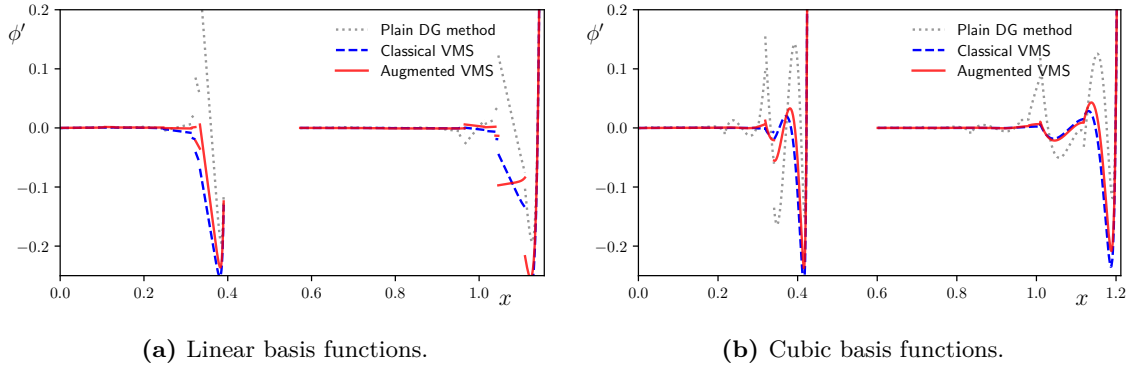 ϕ′
0.2
0.1
0.0
−0.1
−0.2
0.0
0.2
0.4
0.6
0.8
1.0
x
Plain DG method
Classical VMS
Augmented VMS
(a) Linear basis functions.
ϕ′
0.2
0.1
0.0
−0.1
−0.2
0.0
0.2
0.4
0.6
0.8
1.0
x
1.2
Plain DG method
Classical VMS
Augmented VMS
(b) Cubic basis functions.